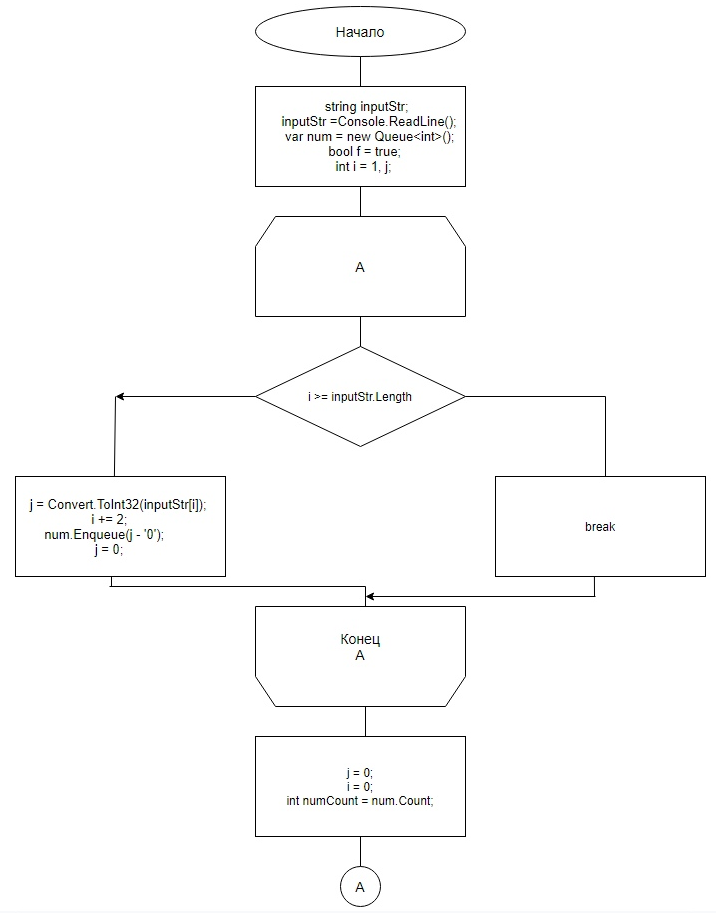 Начало
string inputStr;
inputStr =Console.ReadLine();
var num = new Queue<int>();
bool f = true;
int i = 1, j;
A
i >= inputStr.Length
j = Convert.ToInt32(inputStr[i]);
i += 2;
num.Enqueue(j - '0');
j = 0;
break
Конец
A
j = 0;
i = 0;
int numCount = num.Count;
A